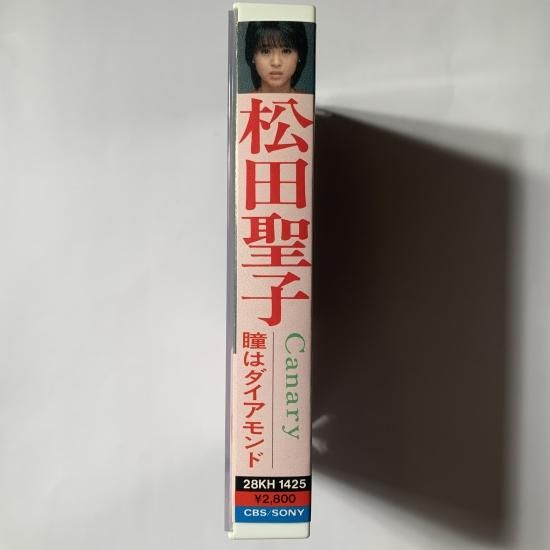 松田聖子
Canary
瞳はダイアモンド
28KH 1425
¥2,800
CBS/SONY